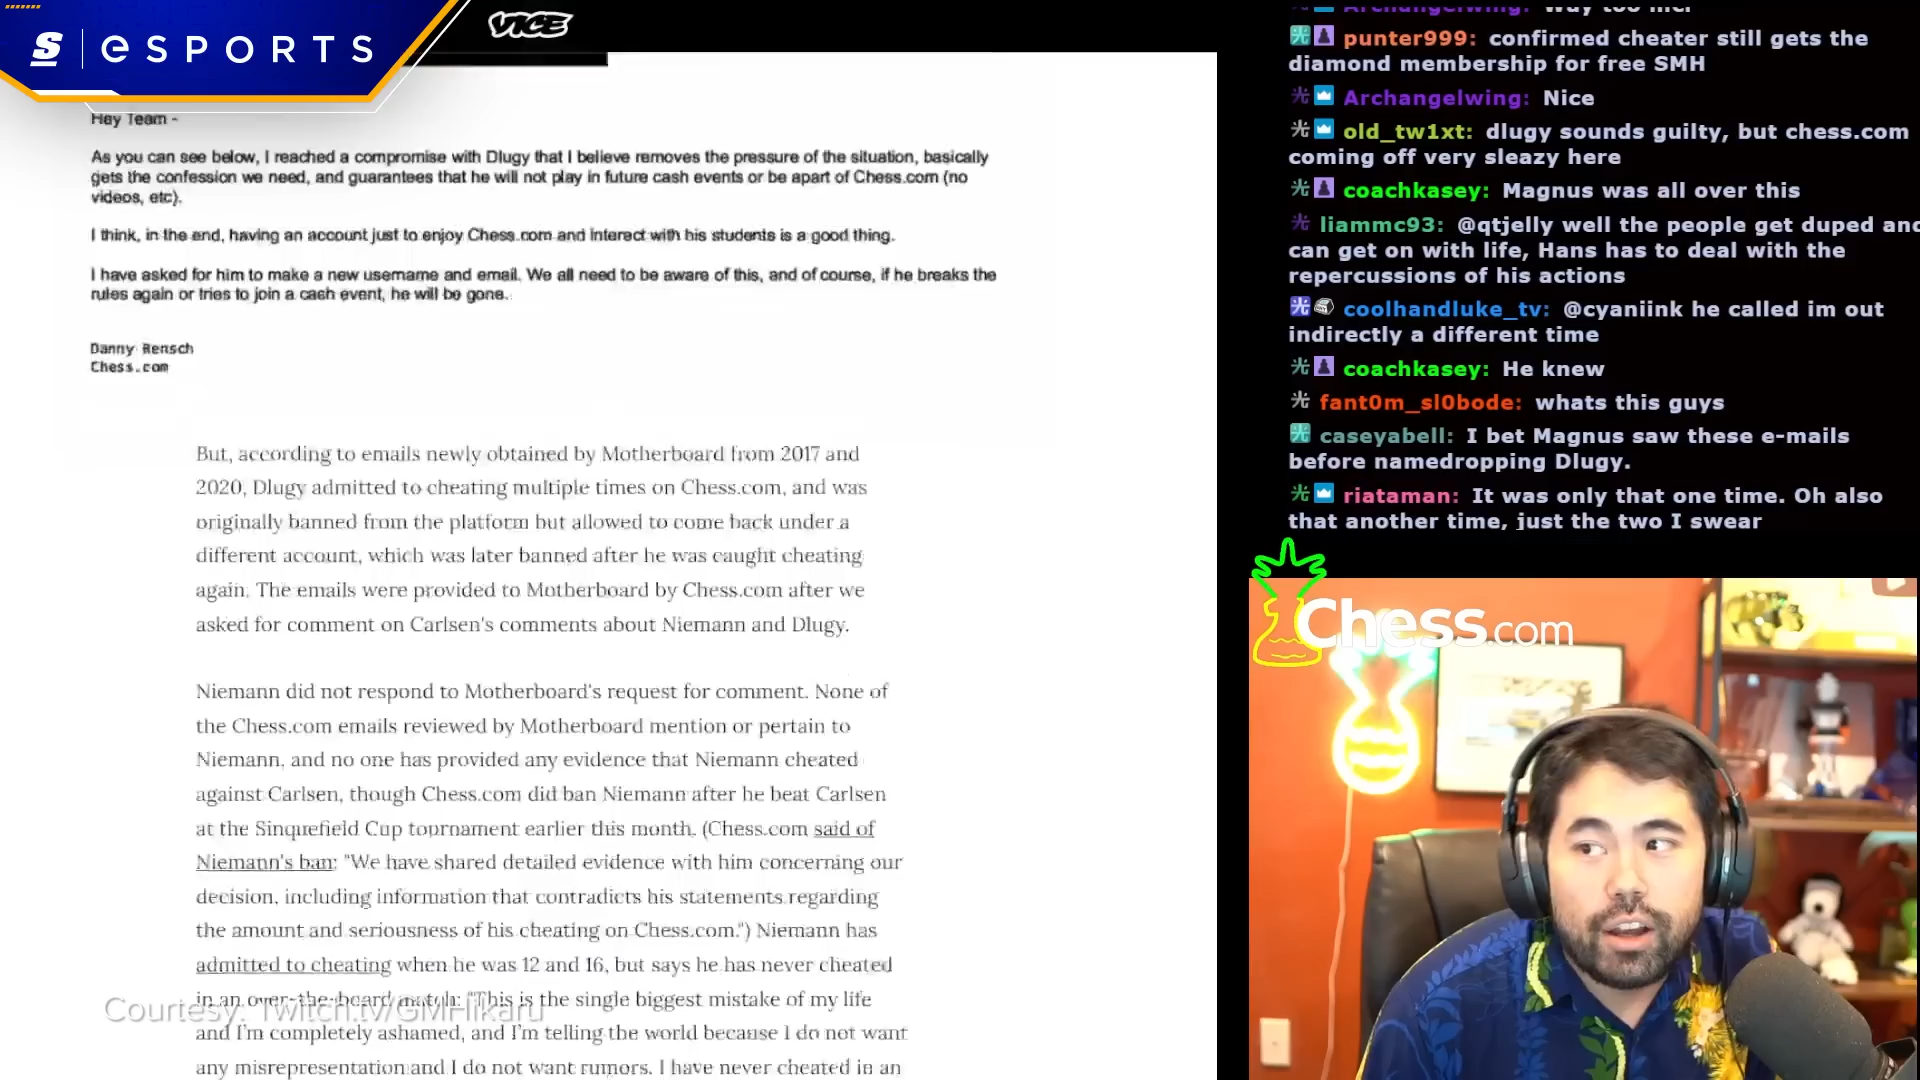 S | eSPORTS
VICE
Hey Team -
As you can see below, I reached a compromise with Dlugy that I believe removes the pressure of the situation, basically
gets the confession we need, and guarantees that he will not play in future cash events or be apart of Chess.com (no
videos, etc).
I think, in the end, having an account just to enjoy Chess.com and interact with his students is a good thing.
I have asked for him to make a new username and email. We all need to be aware of this, and of course, if he breaks the
rules again or tries to join a cash event, he will be gone.
Danny Rensch
Chess.com
But, according to emails newly obtained by Motherboard from 2017 and
2020, Dlugy admitted to cheating multiple times on Chess.com, and was
originally banned from the platform but allowed to come back under a
different account, which was later banned after he was caught cheating
again. The emails were provided to Motherboard by Chess.com after we
asked for comment on Carlsen's comments about Niemann and Dlugy.
Niemann did not respond to Motherboard's request for comment. None of
the Chess.com emails reviewed by Motherboard mention or pertain to
Niemann, and no one has provided any evidence that Niemann cheated
against Carlsen, though Chess.com did ban Niemann after he beat Carlsen
at the Sinquefield Cup tournament earlier this month. (Chess.com said of
Niemann's ban: "We have shared detailed evidence with him concerning our
decision, including information that contradicts his statements regarding
the amount and seriousness of his cheating on Chess.com.") Niemann has
admitted to cheating when he was 12 and 16, but says he has never cheated
in an over-the-board match: "This is the single biggest mistake of my life
and I'm completely ashamed, and I'm telling the world because I do not want
any misrepresentation and I do not want rumors. I have never cheated in an
Courtesy: Twitch.tv/GMHikaru
Archangelwing: Way too nice.
punter999: confirmed cheater still gets the
diamond membership for free SMH
Archangelwing: Nice
old_tw1xt: dlugy sounds guilty, but chess.com
coming off very sleazy here
coachkasey: Magnus was all over this
liammc93: @qtjelly well the people get duped and
can get on with life, Hans has to deal with the
repercussions of his actions
coolhandluke_tv: @cyaniink he called im out
indirectly a different time
coachkasey: He knew
fant0m_sl0bode: whats this guys
caseyabell: I bet Magnus saw these e-mails
before namedropping Dlugy.
riataman: It was only that one time. Oh also
that another time, just the two I swear
Chess.com